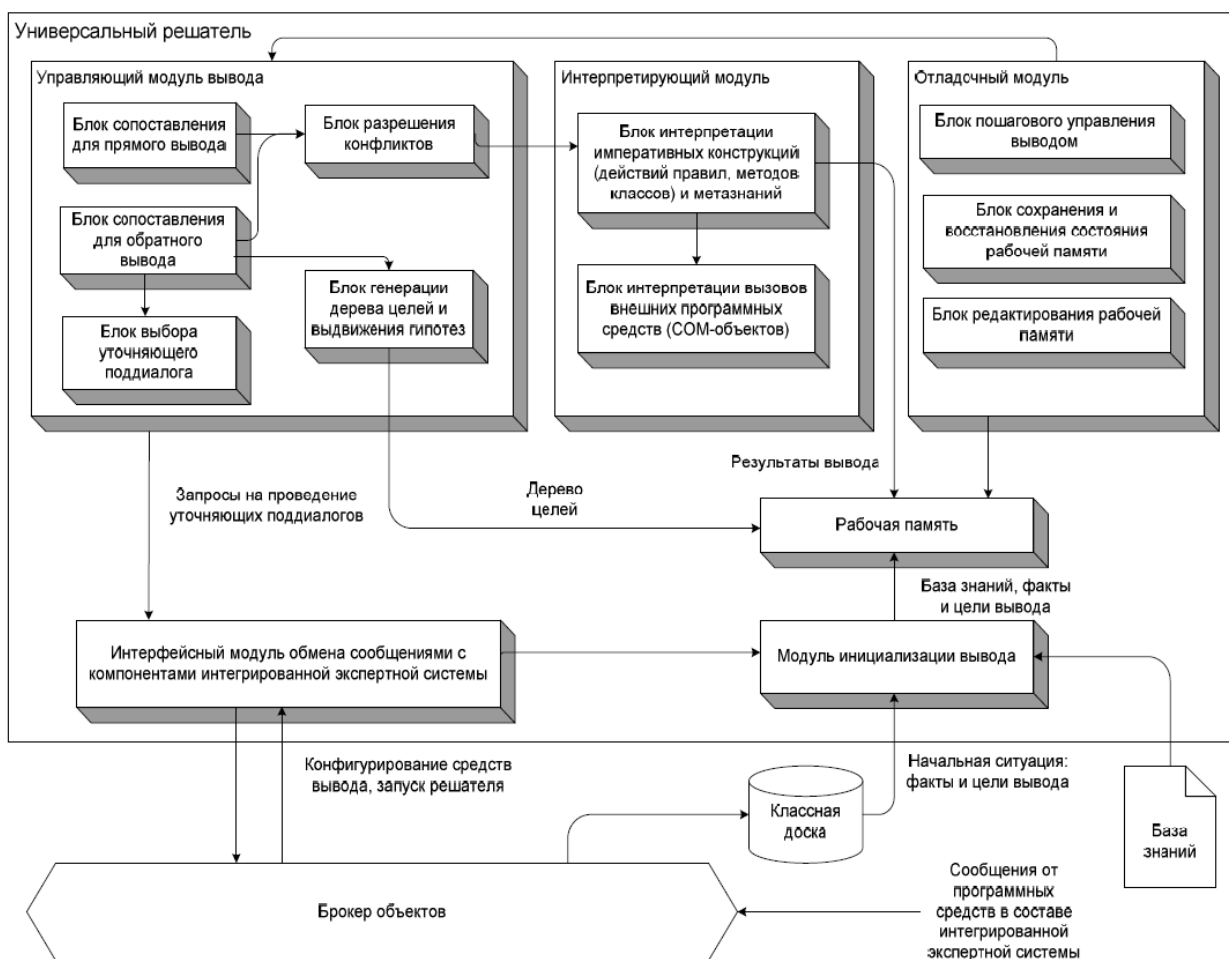 Универсальный решатель
Управляющий модуль вывода
Блок сопоставления
для прямого вывода
Блок разрешения
конфликтов
Блок сопоставления
для обратного
вывода
Блок генерации
дерева целей и
выдвижения гипотез
Блок выбора
уточняющего
поддиалога
Интерпретирующий модуль
Блок интерпретации
императивных конструкций
(действий правил, методов
классов) и метазнаний
Блок интерпретации вызовов
внешних программных
средств (COM-объектов)
Отладочный модуль
Блок пошагового управления
выводом
Блок сохранения и
восстановления состояния
рабочей памяти
Блок редактирования рабочей
памяти
Запросы на проведение
уточняющих поддиалогов
Дерево
целей
Результаты вывода
Рабочая память
База знаний, факты
и цели вывода
Интерфейсный модуль обмена сообщениями с
компонентами интегрированной экспертной системы
Модуль инициализации вывода
Конфигурирование средств
вывода, запуск решателя
Классная
доска
Начальная ситуация:
факты и цели вывода
База
знаний
Брокер объектов
Сообщения от
программных
средств в составе
интегрированной
экспертной системы